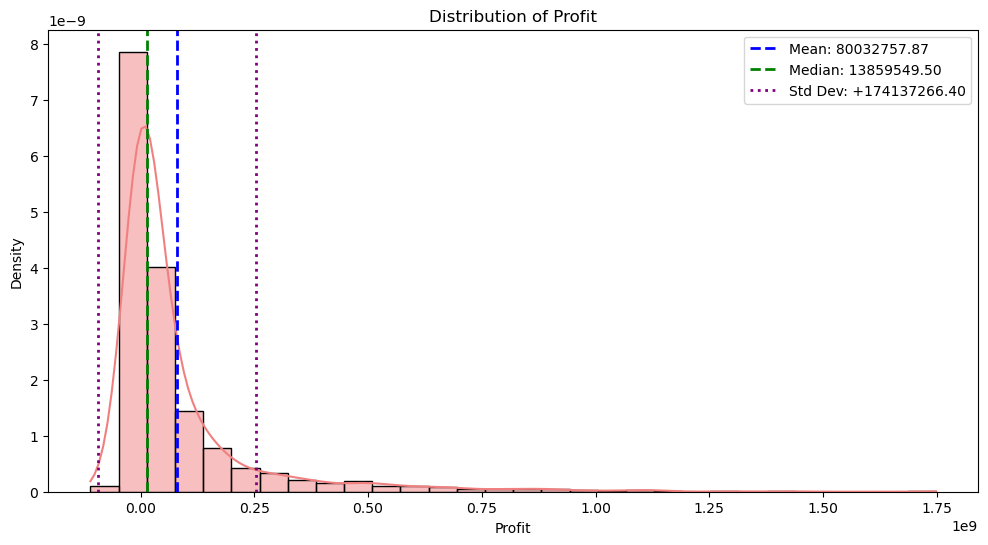 Distribution of Profit
1e−9
Mean: 80032757.87
Median: 13859549.50
Std Dev: +174137266.40
8
7
6
5
4
3
2
1
0
Density
0.00 0.25 0.50 0.75 1.00 1.25 1.50 1.75
1e9
Profit